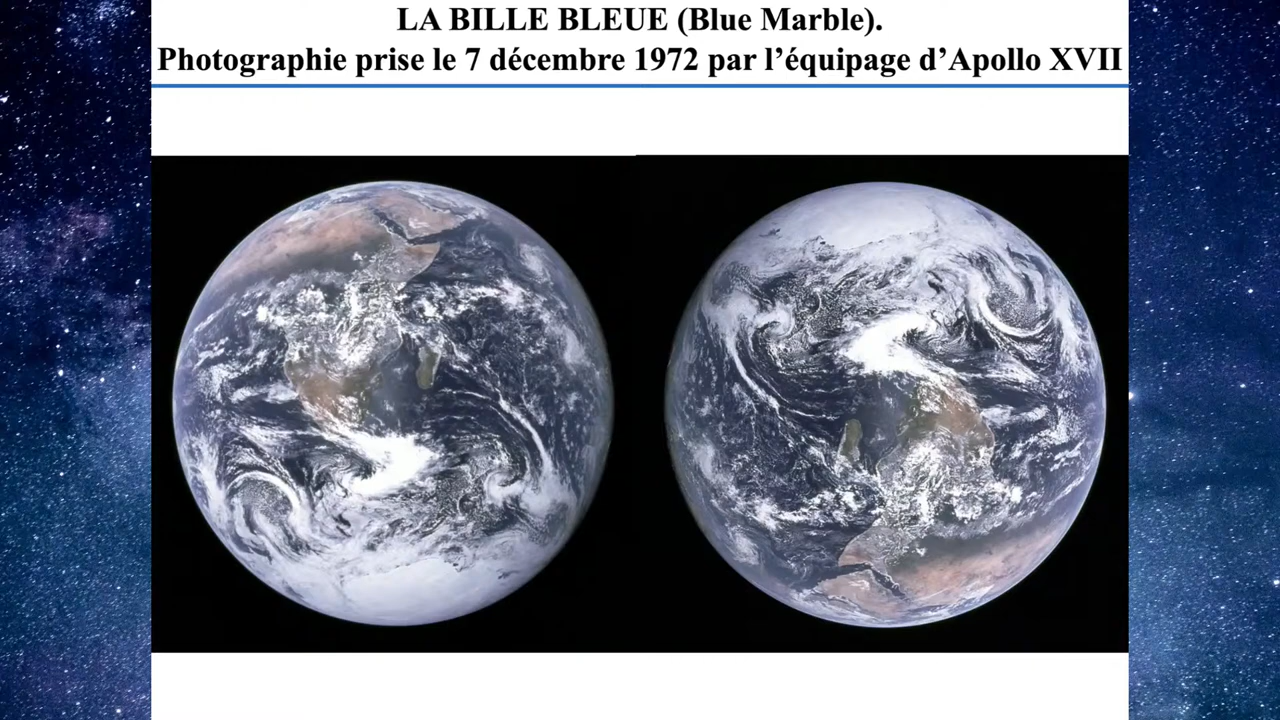 LA BILLE BLEUE (Blue Marble).
Photographie prise le 7 décembre 1972 par l’équipage d’Apollo XVII